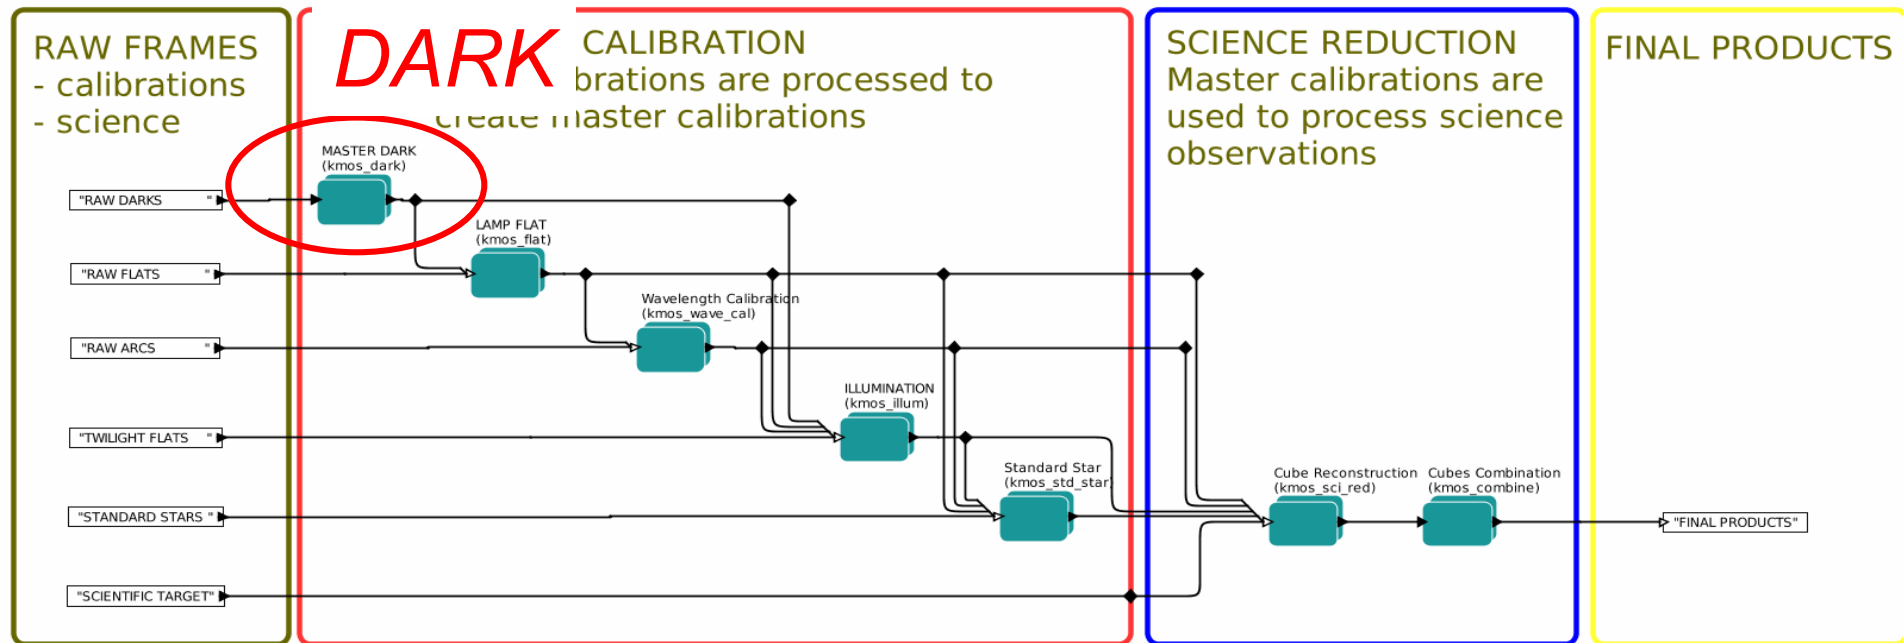 RAW FRAMES
- calibrations
- science
DARK
CALIBRATION
brations are processed to
create master calibrations
SCIENCE REDUCTION
Master calibrations are
used to process science
observations
FINAL PRODUCTS
MASTER DARK
(kmos_dark)
"RAW DARKS "
LAMP FLAT
(kmos_flat)
"RAW FLATS "
Wavelength Calibration
(kmos_wave_cal)
"RAW ARCS "
ILLUMINATION
(kmos_illum)
"TWILIGHT FLATS "
Standard Star
(kmos_std_star)
Cube Reconstruction
(kmos_sci_red)
Cubes Combination
(kmos_combine)
"STANDARD STARS "
"FINAL PRODUCTS"
"SCIENTIFIC TARGET"